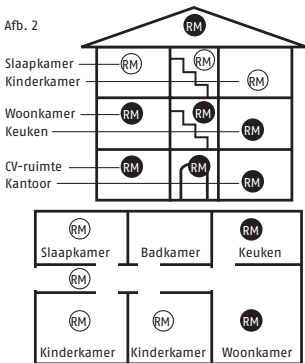 Afb. 2
RM
Slaapkamer RM RM
Kinderkamer RM
Woonkamer RM RM
Keuken RM
CV-ruimte RM RM
Kantoor RM
RM RM
Slaapkamer Badkamer Keuken
RM
RM RM RM
Kinderkamer Kinderkamer Woonkamer